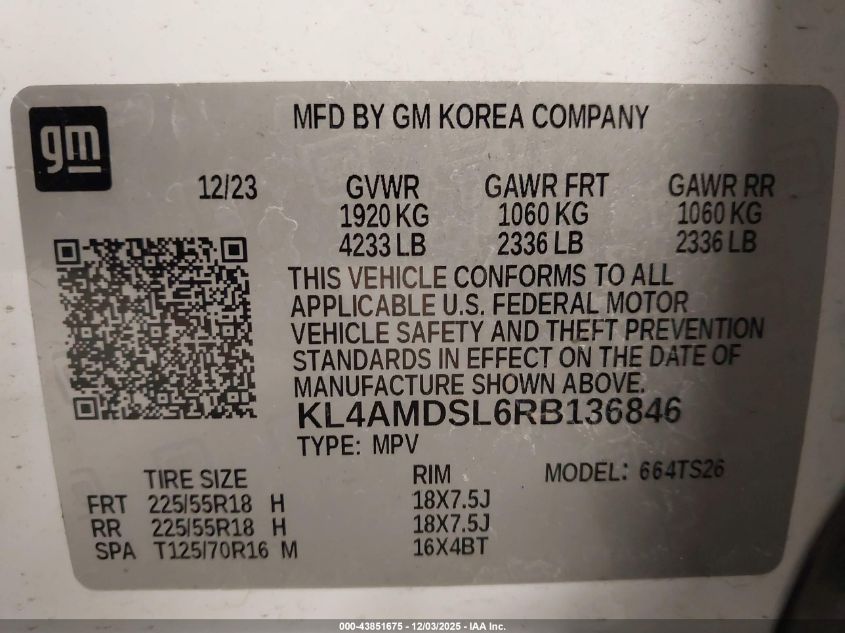 gm
MFD BY GM KOREA COMPANY
12/23 GVWR GAWR FRT GAWR RR
1920 KG 1060 KG 1060 KG
4233 LB 2336 LB 2336 LB
THIS VEHICLE CONFORMS TO ALL
APPLICABLE U.S. FEDERAL MOTOR
VEHICLE SAFETY AND THEFT PREVENTION
STANDARDS IN EFFECT ON THE DATE OF
MANUFACTURE SHOWN ABOVE.
KL4AMDSL6RB136846
TYPE: MPV
TIRE SIZE RIM MODEL: 664TS26
FRT 225/55R18 H 18X7.5J
RR 225/55R18 H 18X7.5J
SPA T125/70R16 M 16X4BT
000-43851675 - 12/03/2025 - IAA Inc.